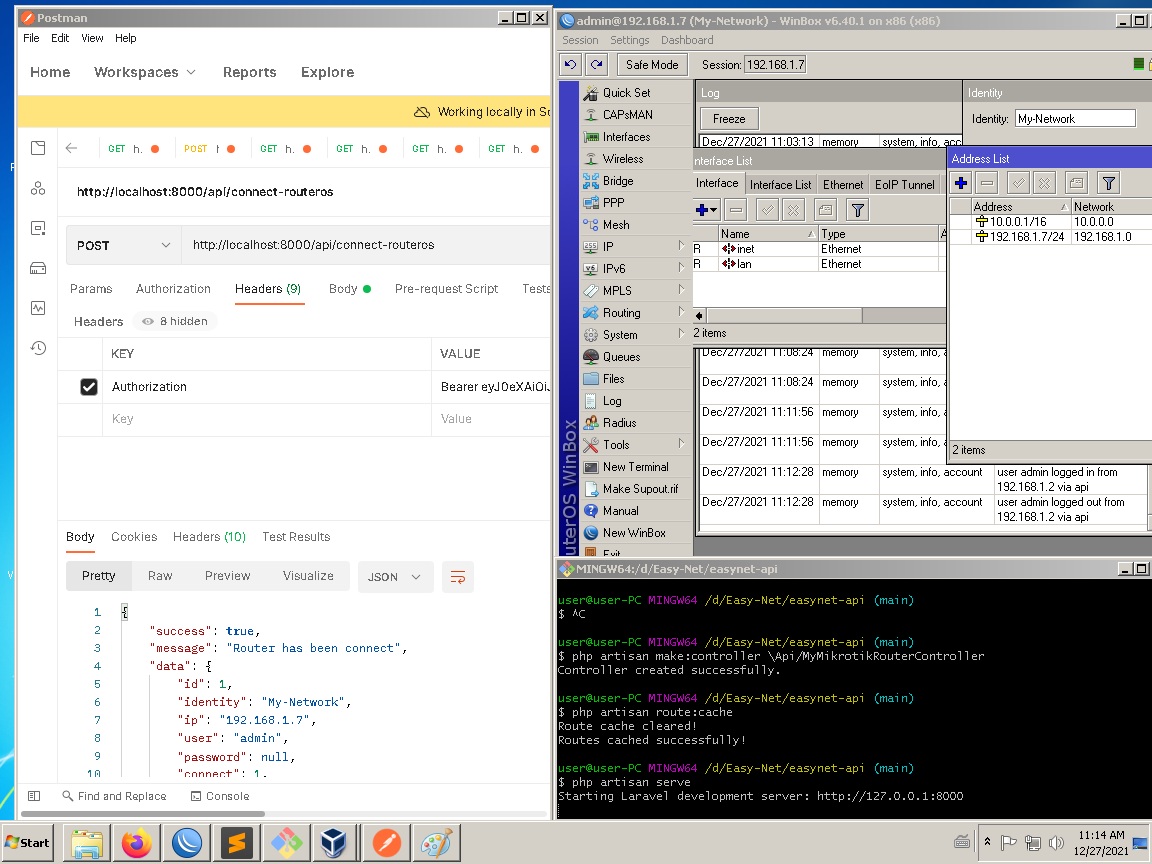 Postman
File Edit View Help
Home Workspaces Reports Explore
Working locally in Sc
GET h. POST h GET h. GET h. GET h. GET h.
http://localhost:8000/api/connect-routeros
POST http://localhost:8000/api/connect-routeros
Params Authorization Headers (9) Body Pre-request Script Tests
Headers 8 hidden
KEY VALUE
Authorization Bearer eyJ0eXAiOiJ
Key Value
Body Cookies Headers (10) Test Results
Pretty Raw Preview Visualize JSON
1 {
2 "success": true,
3 "message": "Router has been connect",
4 "data": {
5 "id": 1,
6 "identity": "My-Network",
7 "ip": "192.168.1.7",
8 "user": "admin",
9 "password": null,
10 "connect": 1,
Find and Replace Console
admin@192.168.1.7 (My-Network) - WinBox v6.40.1 on x86 (x86)
Session Settings Dashboard
Safe Mode Session: 192.168.1.7
Quick Set
CAPsMAN
Interfaces
Wireless
Bridge
PPP
Mesh
IP
IPv6
MPLS
Routing
System
Queues
Files
Log
Radius
Tools
New Terminal
Make Supout.rif
Manual
New WinBox
Exit
uterOS WinBox
Log
Freeze
Dec/27/2021 11:03:13 memory system, info, account
Identity
Identity: My-Network
nterface List
Interface Interface List Ethernet EoIP Tunnel
Name Type A
R inet Ethernet
R lan Ethernet
2 items
Address List
Address Network
10.0.0.1/16 10.0.0.0
192.168.1.7/24 192.168.1.0
2 items
Dec/27/2021 11:08:24 memory system, info, a
Dec/27/2021 11:08:24 memory system, info, a
Dec/27/2021 11:11:56 memory system, info, a
Dec/27/2021 11:11:56 memory system, info, a
Dec/27/2021 11:12:28 memory system, info, account user admin logged in from
192.168.1.2 via api
Dec/27/2021 11:12:28 memory system, info, account user admin logged out from
192.168.1.2 via api
MINGW64:/d/Easy-Net/easynet-api
user@user-PC MINGW64 /d/Easy-Net/easynet-api (main)
$ ^C
user@user-PC MINGW64 /d/Easy-Net/easynet-api (main)
$ php artisan make:controller \Api/MyMikrotikRouterController
Controller created successfully.
user@user-PC MINGW64 /d/Easy-Net/easynet-api (main)
$ php artisan route:cache
Route cache cleared!
Routes cached successfully!
user@user-PC MINGW64 /d/Easy-Net/easynet-api (main)
$ php artisan serve
Starting Laravel development server: http://127.0.0.1:8000
Start
11:14 AM
12/27/2021